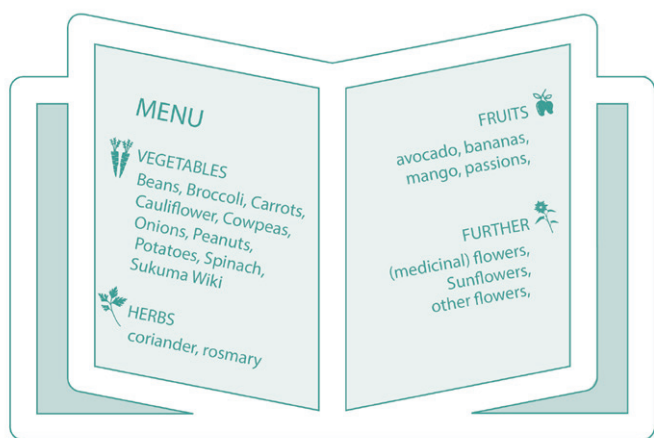 MENU
VEGETABLES
Beans, Broccoli, Carrots,
Cauliflower, Cowpeas,
Onions, Peanuts,
Potatoes, Spinach,
Sukuma Wiki
HERBS
coriander, rosmary
FRUITS
avocado, bananas,
mango, passions,
FURTHER
(medicinal) flowers,
Sunflowers,
other flowers,